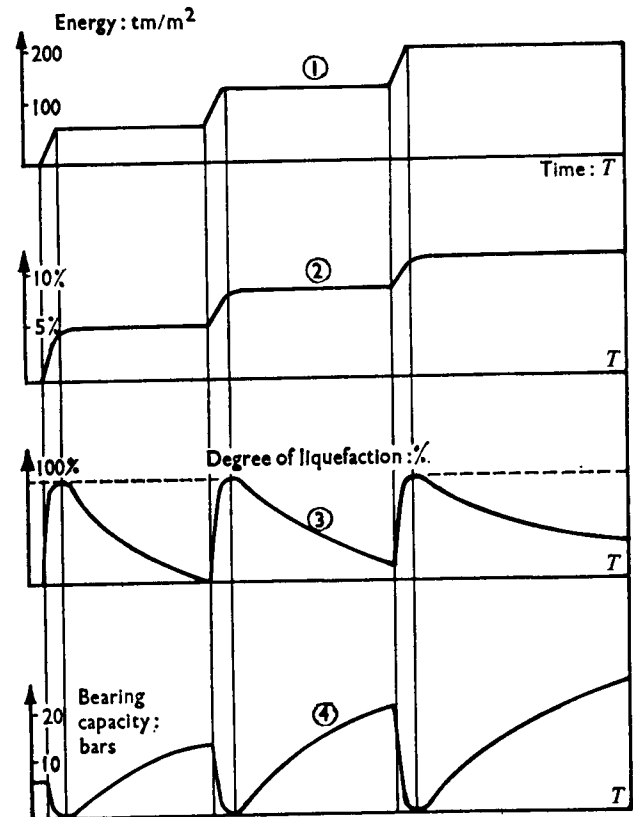 Energy : tm/m²
200
100
①
Time : T
10%
5%
②
T
100%
Degree of liquefaction :%.
③
T
Bearing
capacity :
bars
20
10
④
T